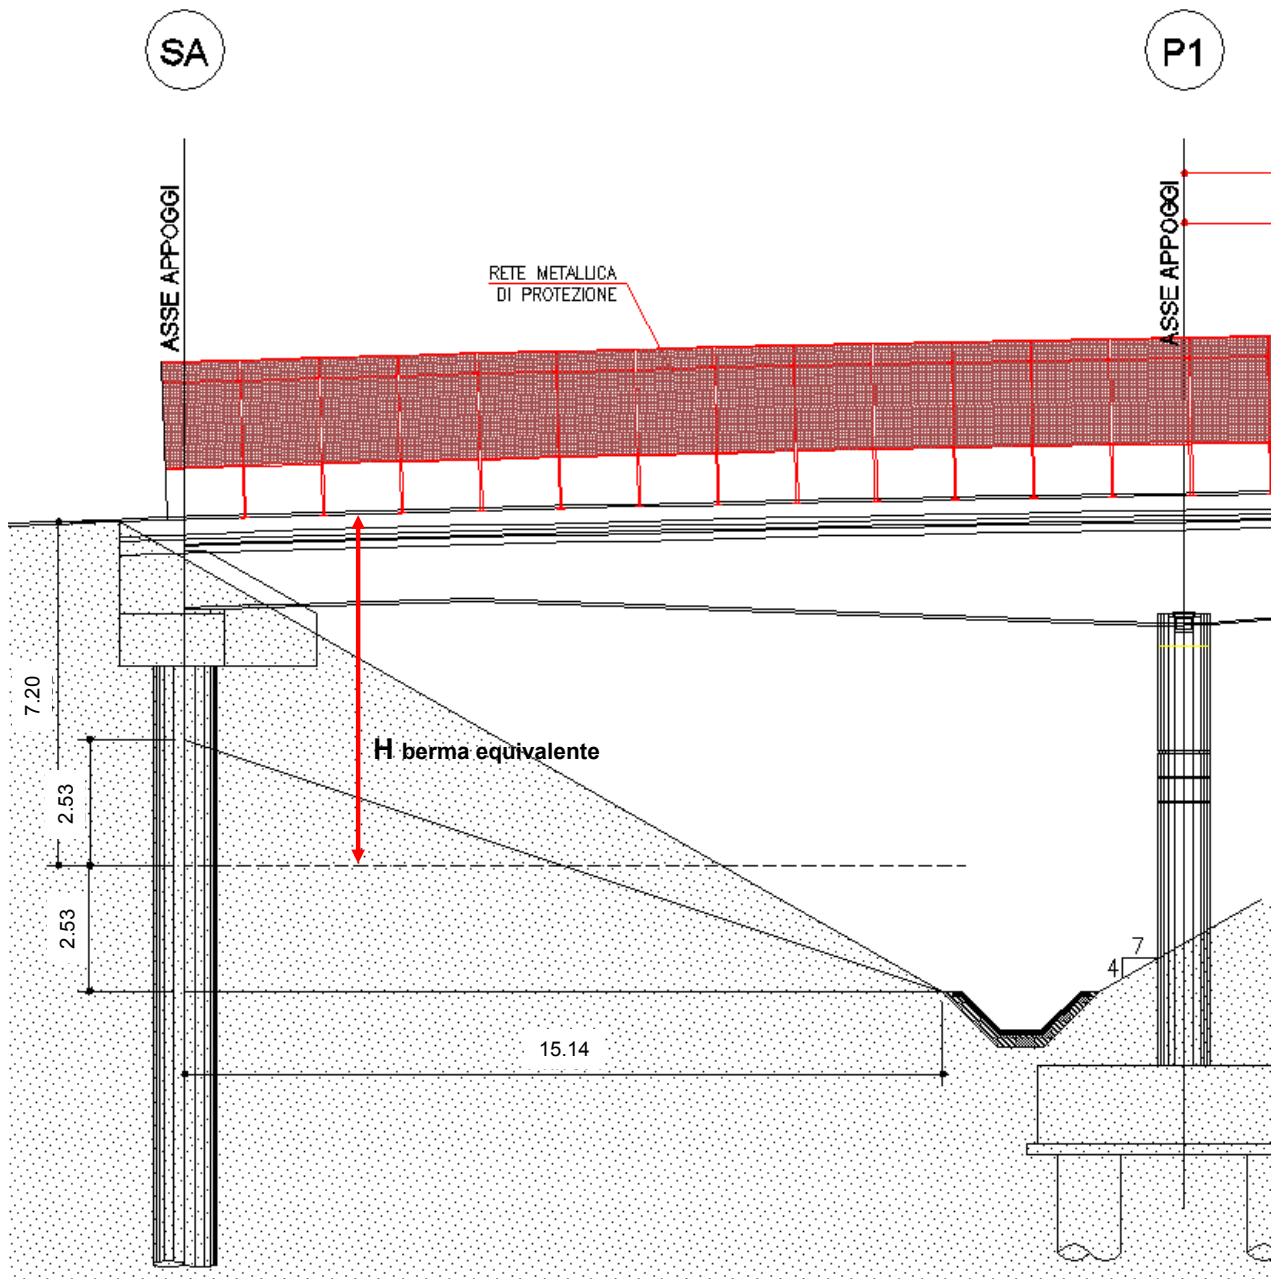 SA
P1
ASSE APPOGGI
ASSE APPOGGI
RETE METALLICA
DI PROTEZIONE
7.20
H berma equivalente
2.53
2.53
7
4
15.14